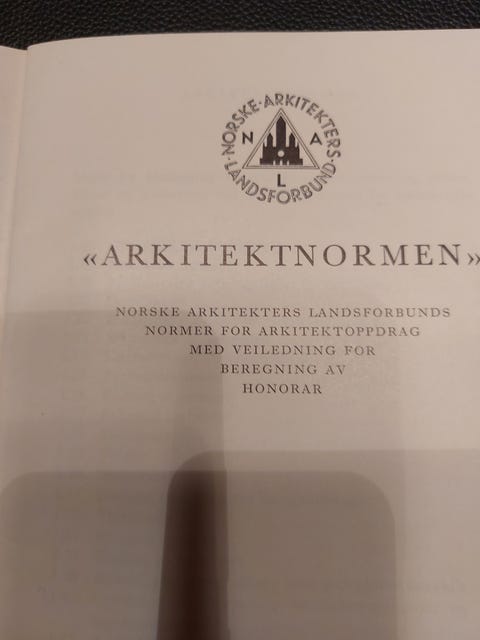 NORSKE·ARKITEKTERS
·LANDSFORBUND·
N A
L
«ARKITEKTNORMEN»
NORSKE ARKITEKTERS LANDSFORBUNDS
NORMER FOR ARKITEKTOPPDRAG
MED VEILEDNING FOR
BEREGNING AV
HONORAR